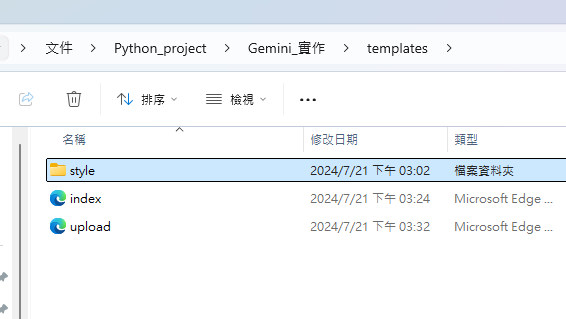 文件 > Python_project > Gemini_實作 > templates >
排序 檢視 ...
名稱 修改日期 類型
style 2024/7/21 下午 03:02 檔案資料夾
index 2024/7/21 下午 03:24 Microsoft Edge ...
upload 2024/7/21 下午 03:32 Microsoft Edge ...